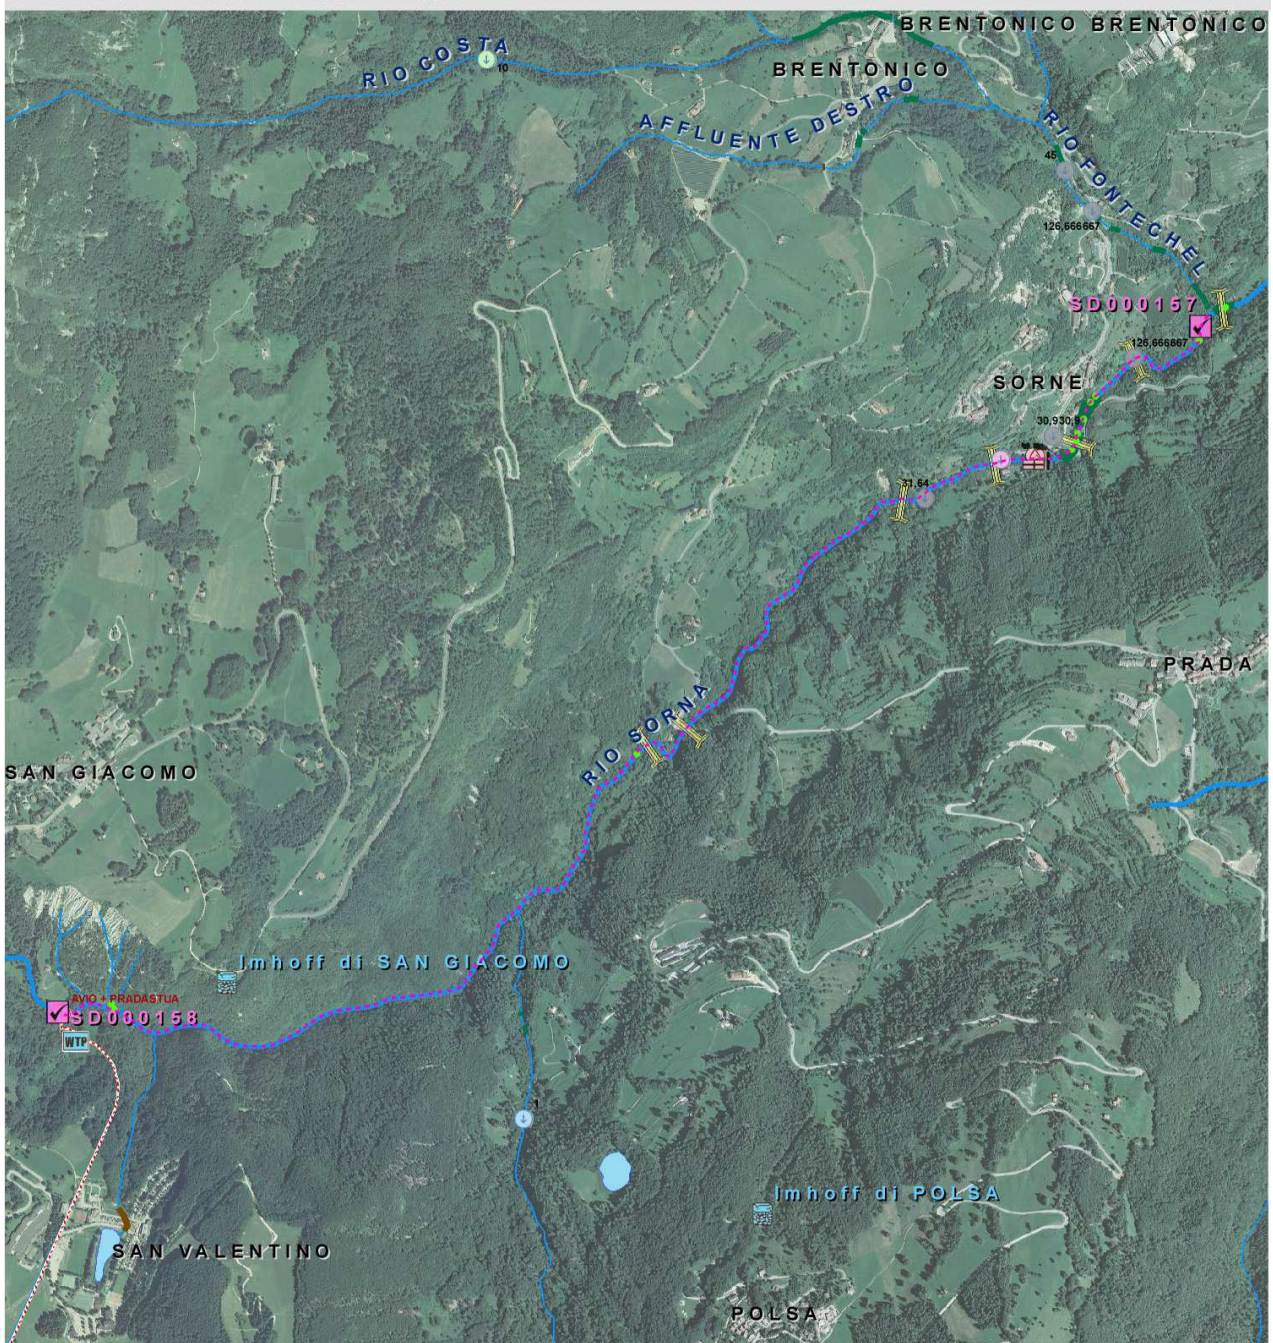 BRENTONICO BRENTONICO
RIO COSTA
10
BRENTONICO
AFFLUENTE DESTRO
RIO FONTECHEL
45
126,666667
SD000157
126,666667
SORNE
30,930,9
31,64
PRADA
RIO SORNA
SAN GIACOMO
Imhoff di SAN GIACOMO
AVIO + PRADASTUA
SD000158
WTP
1
Imhoff di POLSA
SAN VALENTINO
POLSA